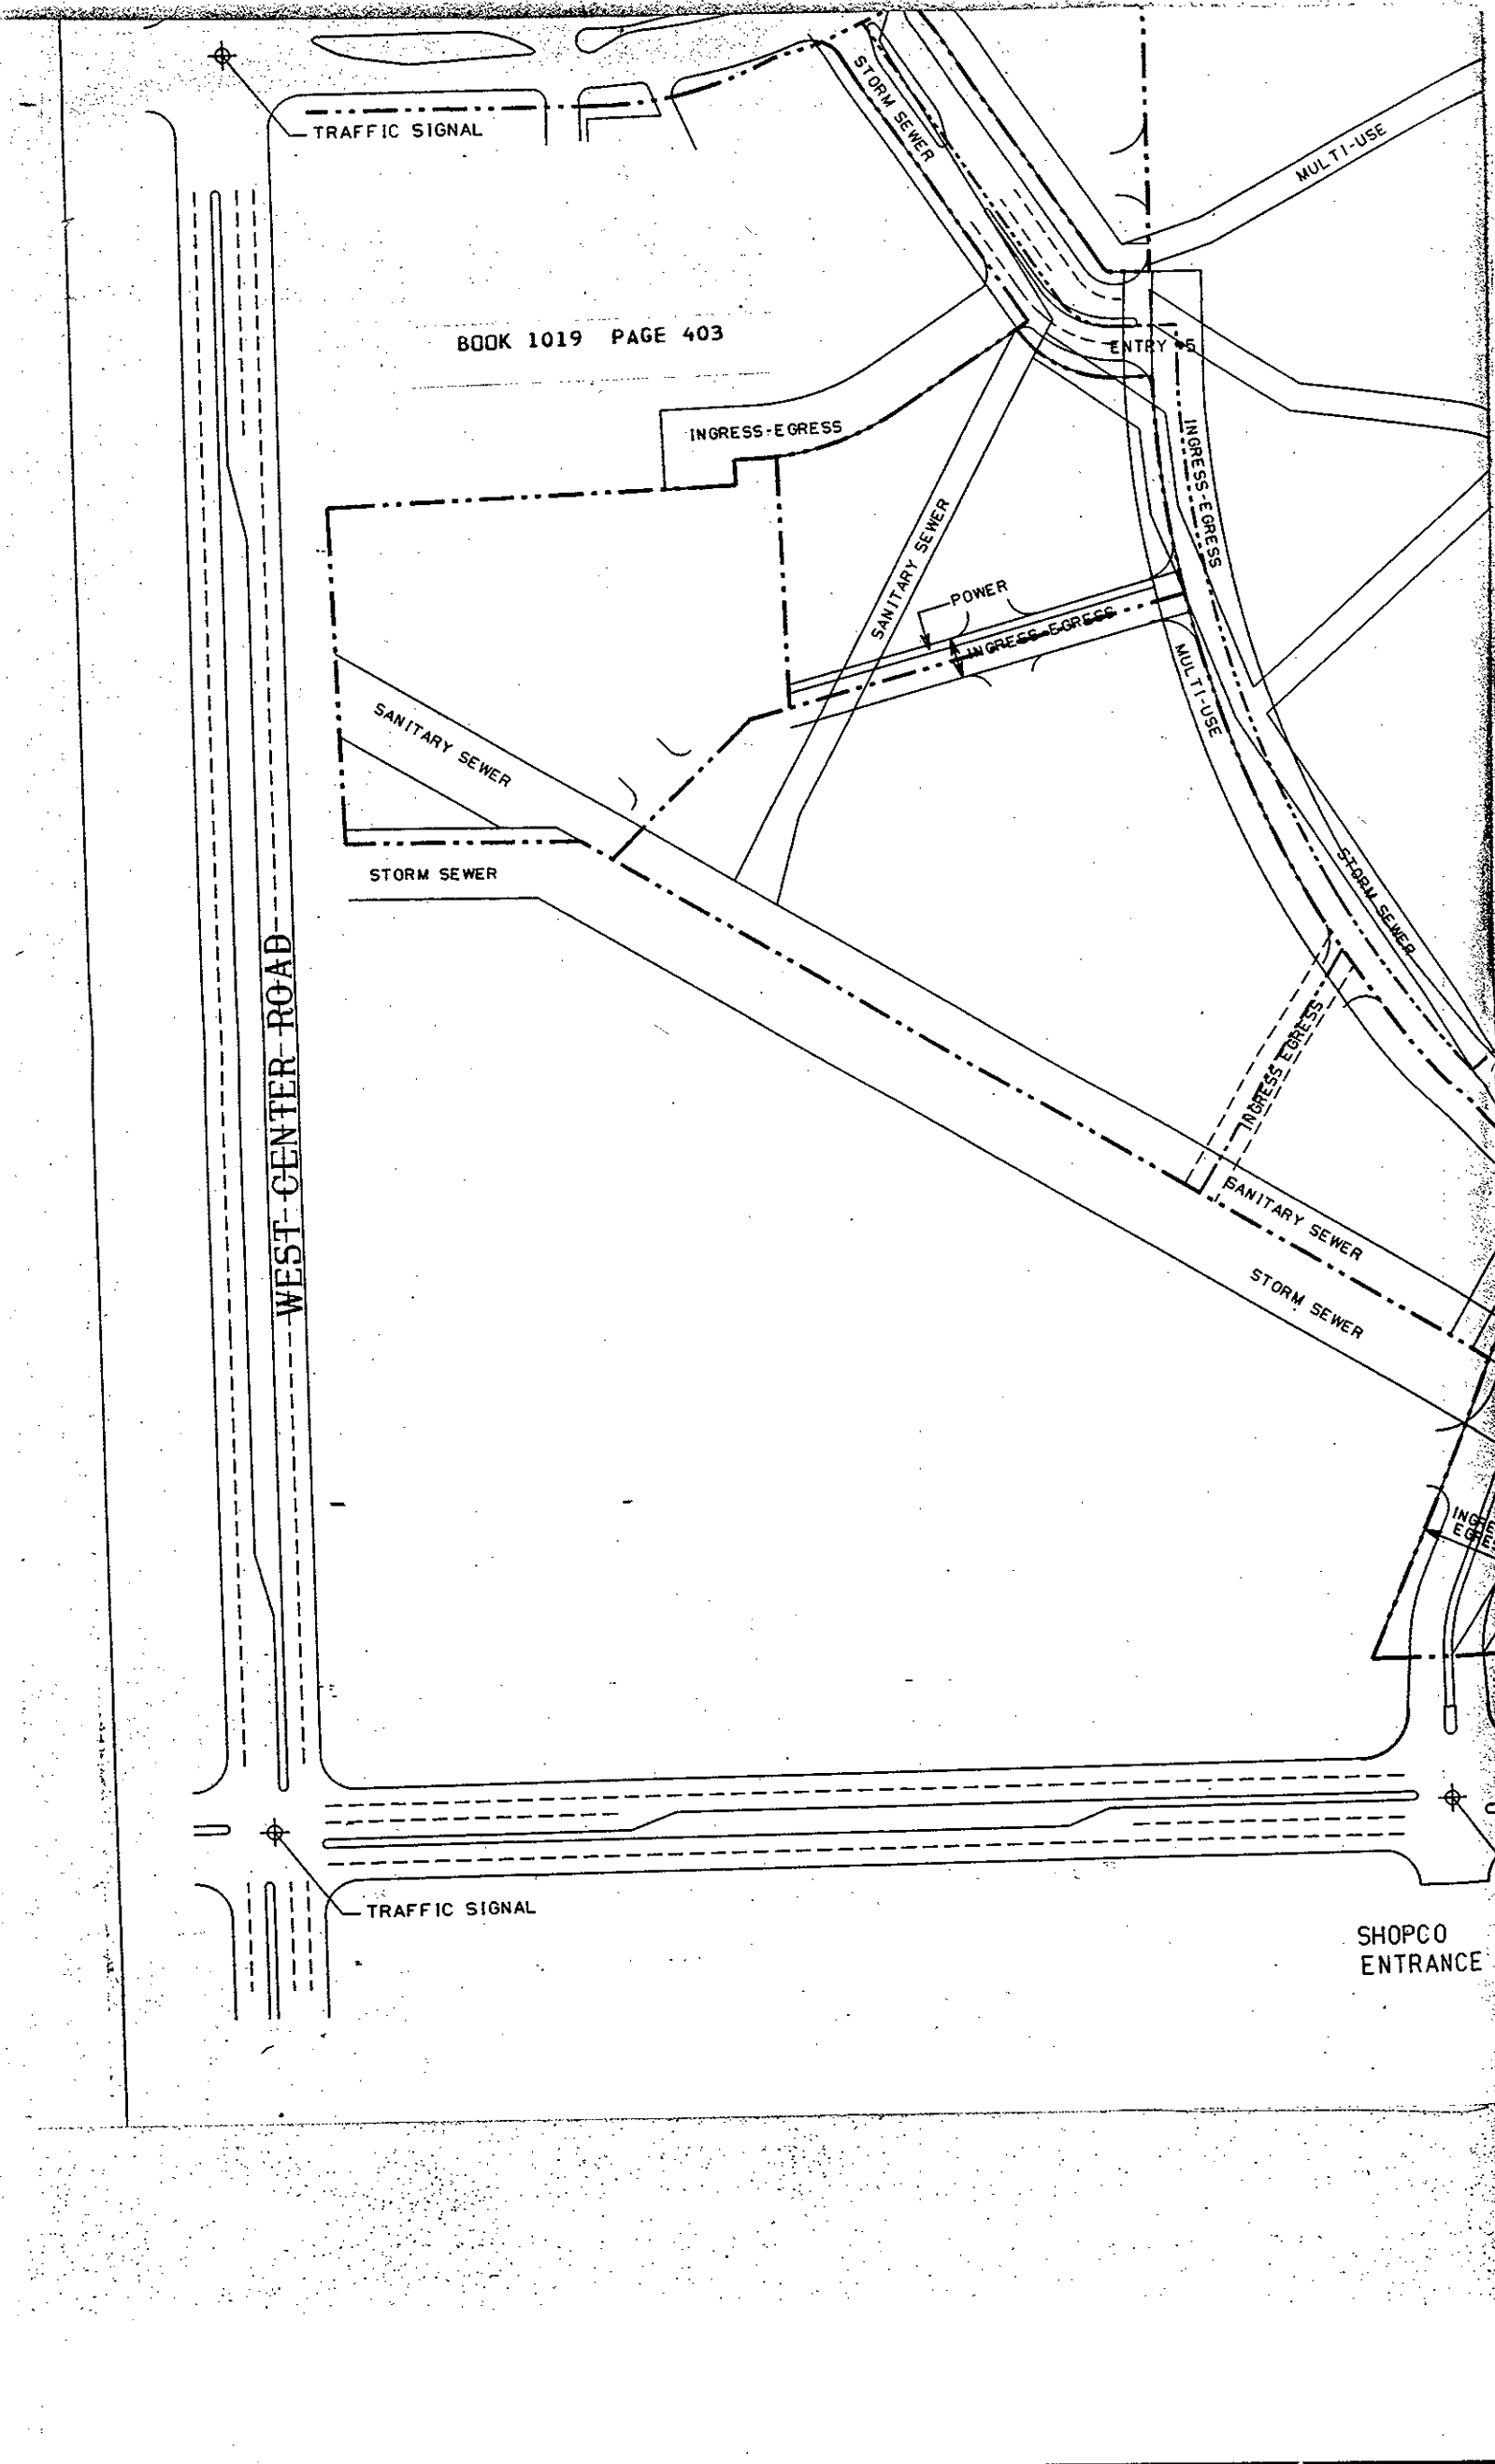 STORM SEWER
TRAFFIC SIGNAL
MULTI-USE
BOOK 1019 PAGE 403
ENTRY #5
INGRESS-EGRESS
INGRESS-EGRESS
SANITARY SEWER
POWER
INGRESS-EGRESS
MULTI-USE
SANITARY SEWER
STORM SEWER
STORM SEWER
WEST CENTER ROAD
INGRESS EGRESS
SANITARY SEWER
STORM SEWER
TRAFFIC SIGNAL
SHOPCO
ENTRANCE